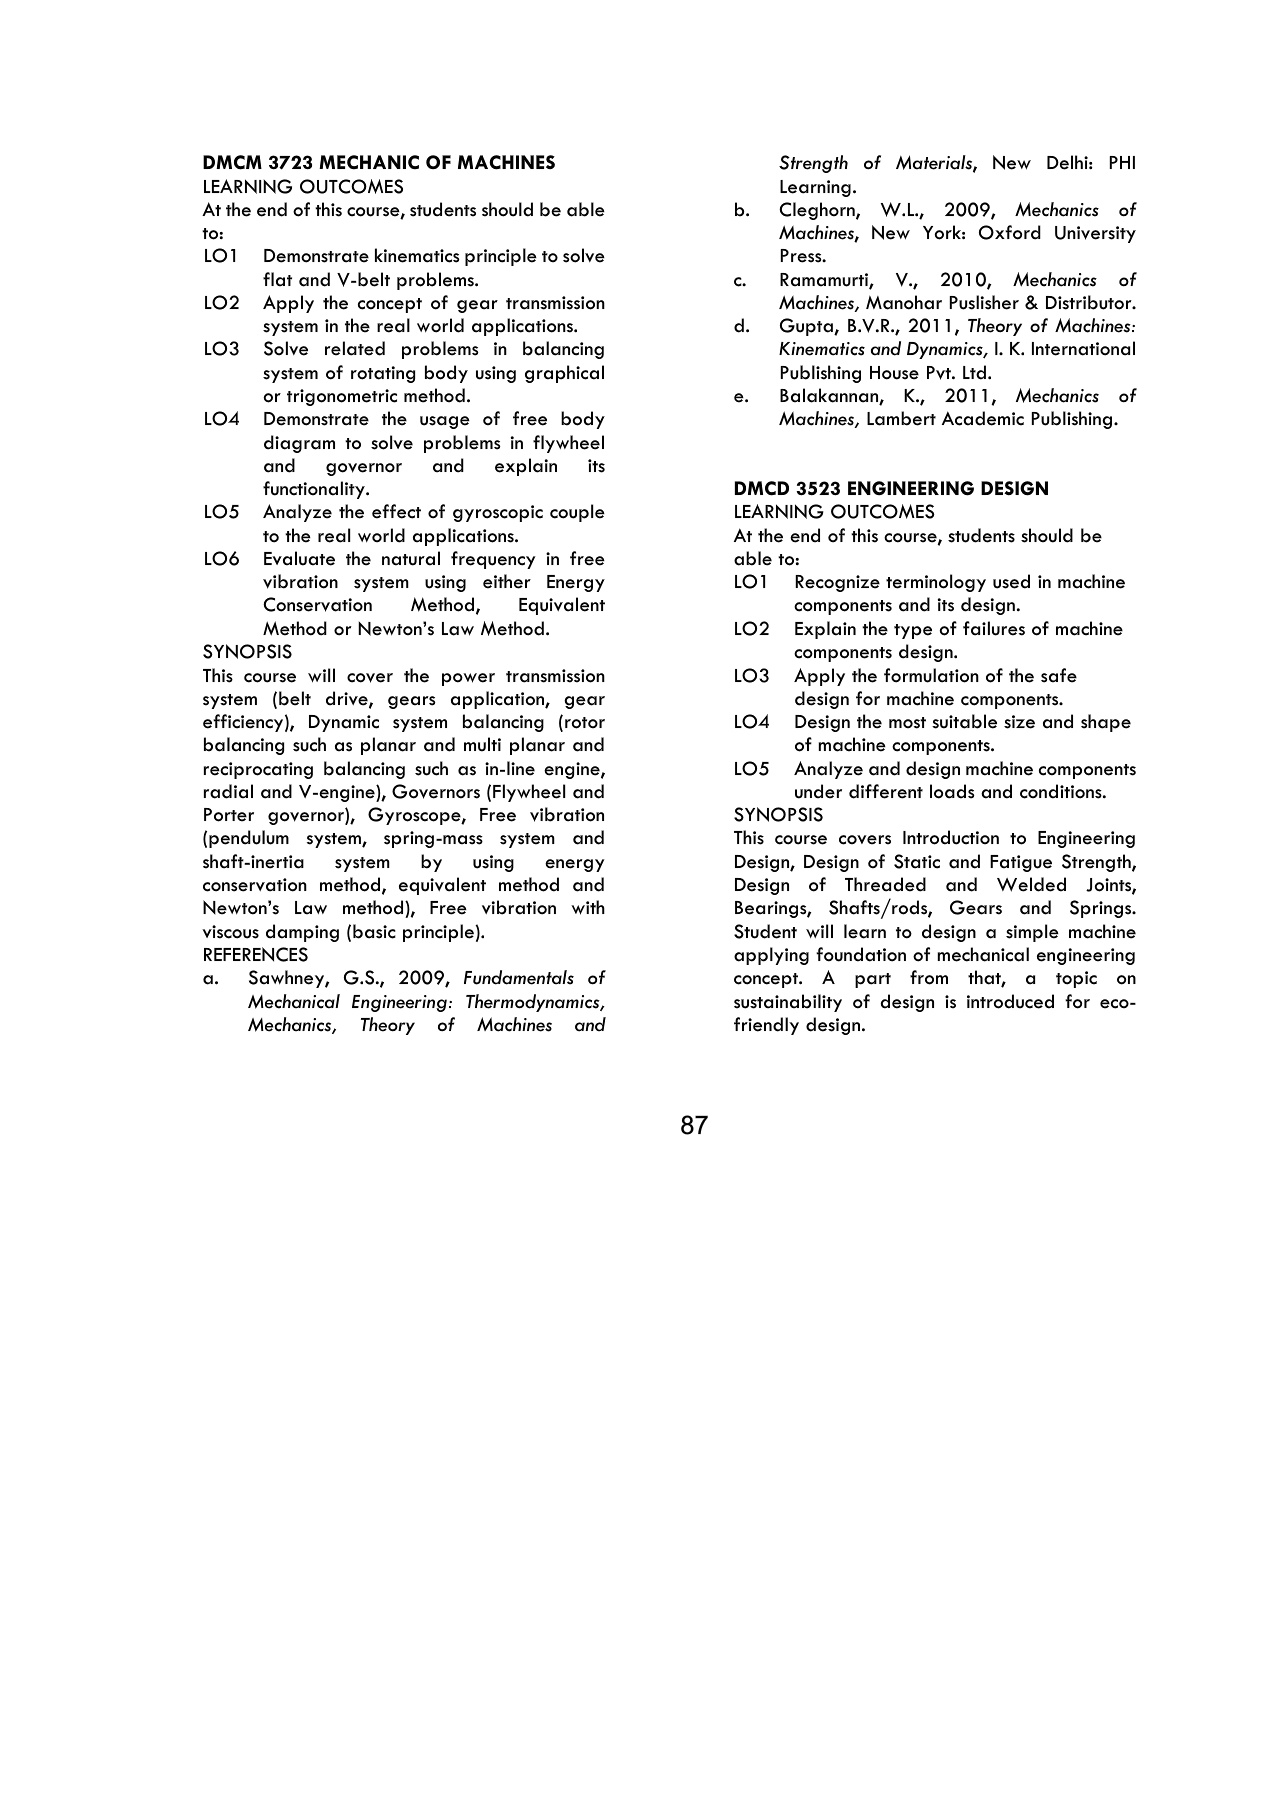 DMCM 3723 MECHANIC OF MACHINES
LEARNING OUTCOMES
At the end of this course, students should be able
to:
LO1 Demonstrate kinematics principle to solve
flat and V-belt problems.
LO2 Apply the concept of gear transmission
system in the real world applications.
LO3 Solve related problems in balancing
system of rotating body using graphical
or trigonometric method.
LO4 Demonstrate the usage of free body
diagram to solve problems in flywheel
and governor and explain its
functionality.
LO5 Analyze the effect of gyroscopic couple
to the real world applications.
LO6 Evaluate the natural frequency in free
vibration system using either Energy
Conservation Method, Equivalent
Method or Newton's Law Method.
SYNOPSIS
This course will cover the power transmission
system (belt drive, gears application, gear
efficiency), Dynamic system balancing (rotor
balancing such as planar and multi planar and
reciprocating balancing such as in-line engine,
radial and V-engine), Governors (Flywheel and
Porter governor), Gyroscope, Free vibration
(pendulum system, spring-mass system and
shaft-inertia system by using energy
conservation method, equivalent method and
Newton's Law method), Free vibration with
viscous damping (basic principle).
REFERENCES
a. Sawhney, G.S., 2009, Fundamentals of
Mechanical Engineering: Thermodynamics,
Mechanics, Theory of Machines and
Strength of Materials, New Delhi: PHI
Learning.
b. Cleghorn, W.L., 2009, Mechanics of
Machines, New York: Oxford University
Press.
c. Ramamurti, V., 2010, Mechanics of
Machines, Manohar Puslisher & Distributor.
d. Gupta, B.V.R., 2011, Theory of Machines:
Kinematics and Dynamics, I. K. International
Publishing House Pvt. Ltd.
e. Balakannan, K., 2011, Mechanics of
Machines, Lambert Academic Publishing.
DMCD 3523 ENGINEERING DESIGN
LEARNING OUTCOMES
At the end of this course, students should be
able to:
LO1 Recognize terminology used in machine
components and its design.
LO2 Explain the type of failures of machine
components design.
LO3 Apply the formulation of the safe
design for machine components.
LO4 Design the most suitable size and shape
of machine components.
LO5 Analyze and design machine components
under different loads and conditions.
SYNOPSIS
This course covers Introduction to Engineering
Design, Design of Static and Fatigue Strength,
Design of Threaded and Welded Joints,
Bearings, Shafts/rods, Gears and Springs.
Student will learn to design a simple machine
applying foundation of mechanical engineering
concept. A part from that, a topic on
sustainability of design is introduced for eco-
friendly design.
87